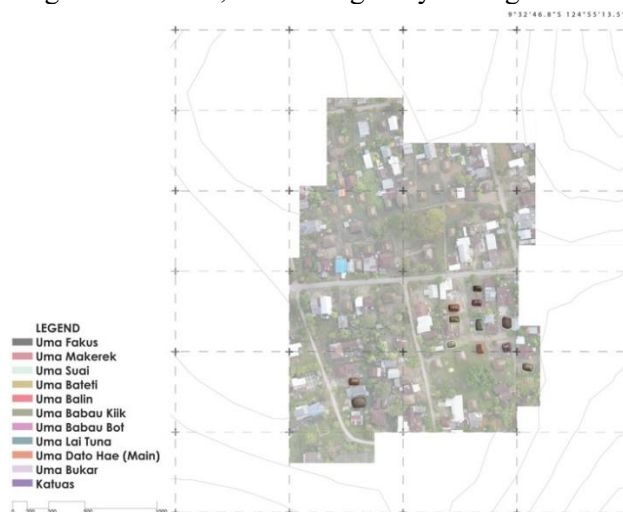 9°32'46.8"S 124°55'13.5"
LEGEND
Uma Fakus
Uma Makerek
Uma Suai
Uma Bateti
Uma Balin
Uma Babau Kiik
Uma Babau Bot
Uma Lai Tuna
Uma Dato Hae (Main)
Uma Bukar
Katuas
0